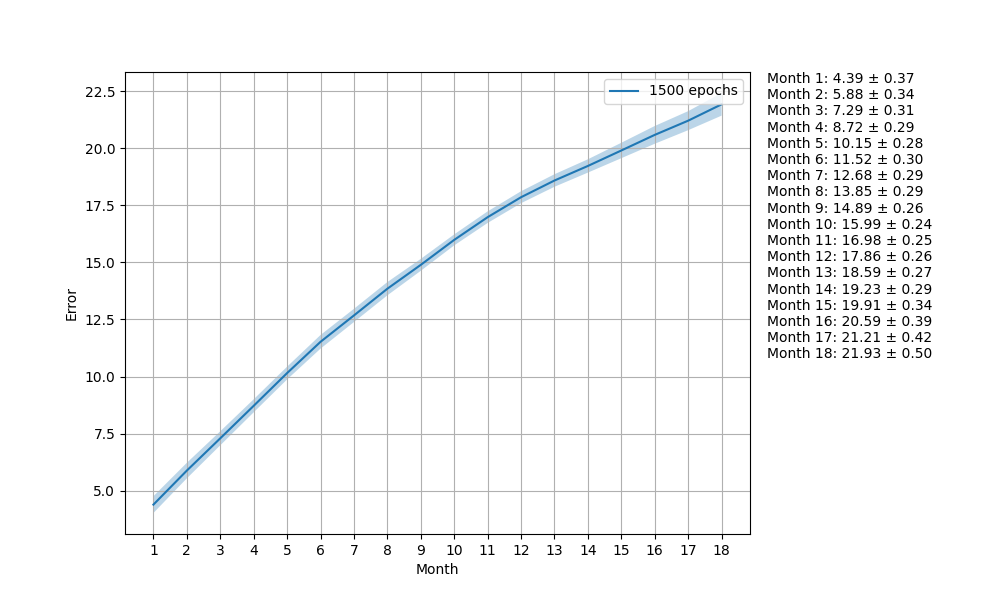 22.5
20.0
17.5
15.0
12.5
10.0
7.5
5.0
Error
1 2 3 4 5 6 7 8 9 10 11 12 13 14 15 16 17 18
Month
1500 epochs
Month 1: 4.39 ± 0.37
Month 2: 5.88 ± 0.34
Month 3: 7.29 ± 0.31
Month 4: 8.72 ± 0.29
Month 5: 10.15 ± 0.28
Month 6: 11.52 ± 0.30
Month 7: 12.68 ± 0.29
Month 8: 13.85 ± 0.29
Month 9: 14.89 ± 0.26
Month 10: 15.99 ± 0.24
Month 11: 16.98 ± 0.25
Month 12: 17.86 ± 0.26
Month 13: 18.59 ± 0.27
Month 14: 19.23 ± 0.29
Month 15: 19.91 ± 0.34
Month 16: 20.59 ± 0.39
Month 17: 21.21 ± 0.42
Month 18: 21.93 ± 0.50